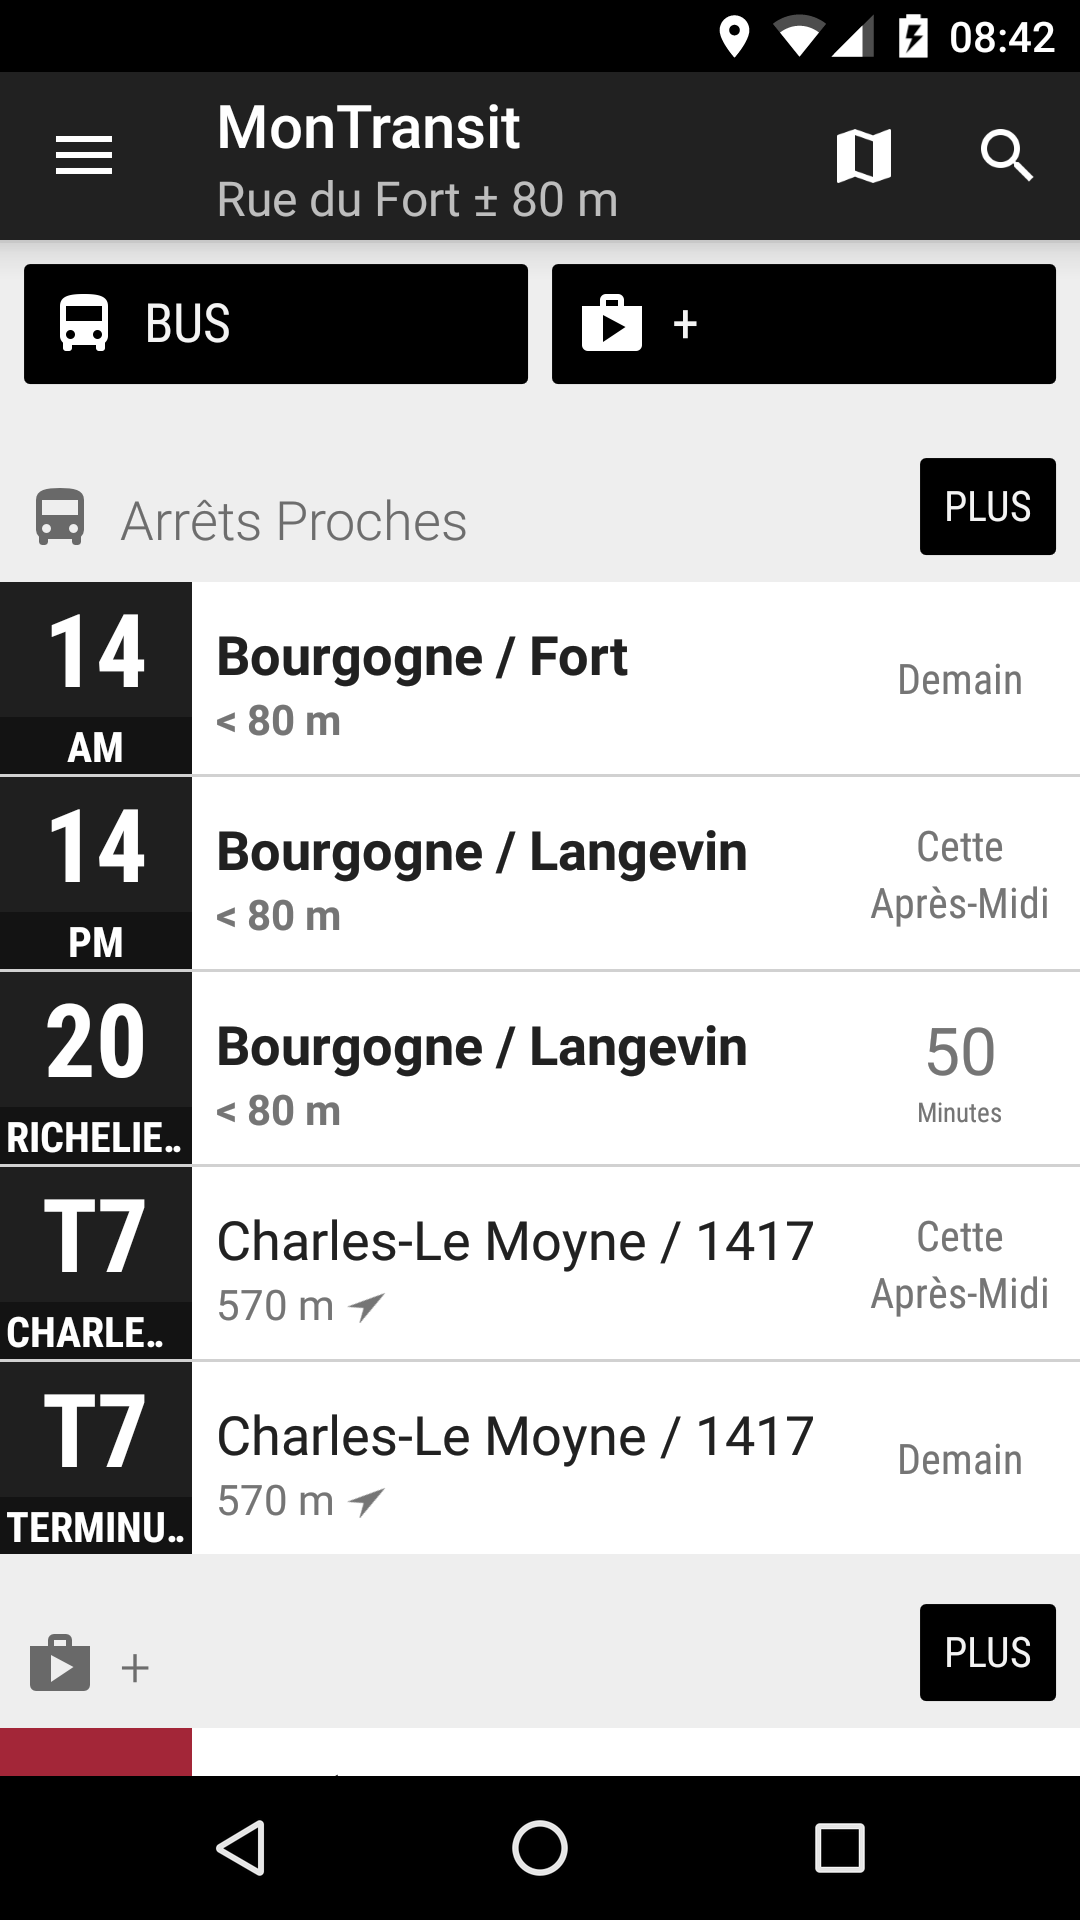 08:42
MonTransit
Rue du Fort ± 80 m
BUS
+
Arrêts Proches
PLUS
14
AM
Bourgogne / Fort
< 80 m
Demain
14
PM
Bourgogne / Langevin
< 80 m
Cette
Après-Midi
20
RICHELIE..
Bourgogne / Langevin
< 80 m
50
Minutes
T7
CHARLE..
Charles-Le Moyne / 1417
570 m
Cette
Après-Midi
T7
TERMINU..
Charles-Le Moyne / 1417
570 m
Demain
+
PLUS